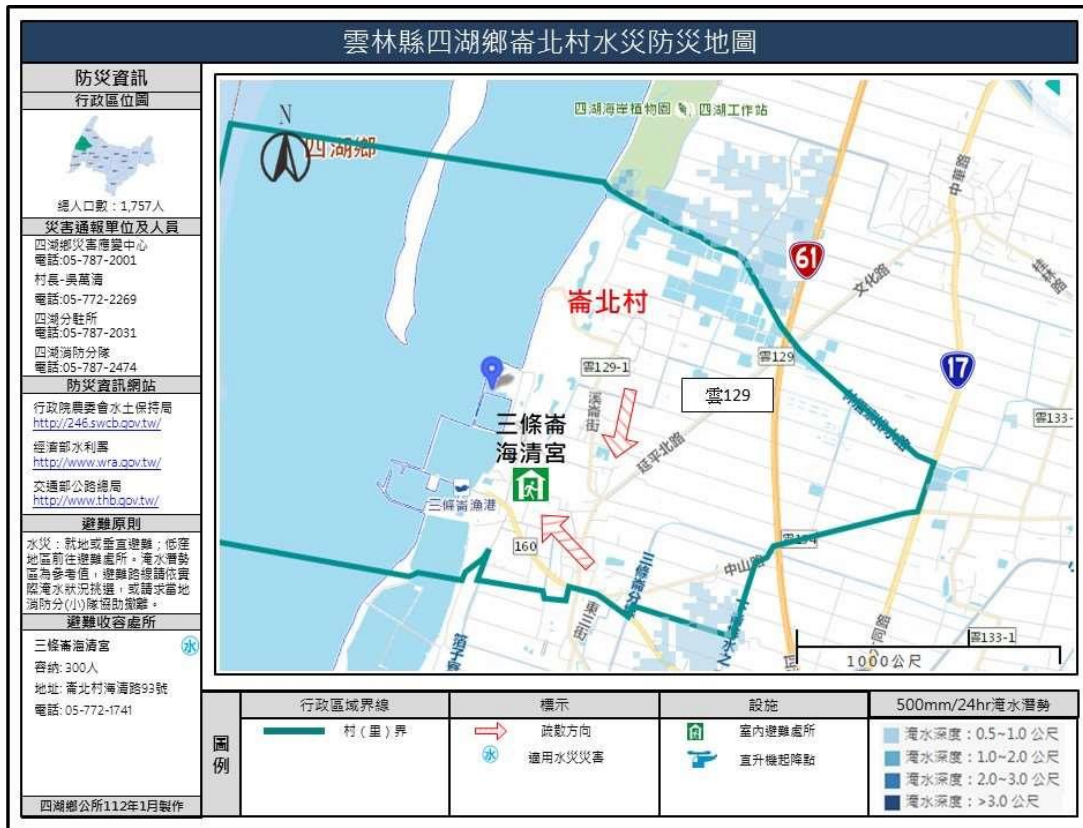 雲林縣四湖鄉崙北村水災防災地圖
防災資訊
行政區位圖
總人口數：1,757人
災害通報單位及人員
四湖鄉災害應變中心
電話:05-787-2001
村長-吳萬清
電話:05-772-2269
四湖分駐所
電話:05-787-2031
四湖消防分隊
電話:05-787-2474
防災資訊網站
行政院農委會水土保持局
http://246.swcb.gov.tw/
經濟部水利署
http://www.wra.gov.tw/
交通部公路總局
http://www.thb.gov.tw/
避難原則
水災：就地或垂直避難；低窪
地區前往避難處所。淹水潛勢
區為參考值，避難路線請依實
際淹水狀況挑選，或請求當地
消防分(小)隊協助撤離。
避難收容處所
三條崙海清宮
水
容納: 300人
地址: 崙北村海清路93號
電話: 05-772-1741
四湖鄉公所112年1月製作
N
四湖鄉
四湖海岸植物園
四湖工作站
中華路
桂林路
61
文化路
崙北村
雲129
17
雲129-1
雲129
溪崙街
雲133-
三條崙
海清宮
延平北路
三條崙漁港
160
中山路
三條崙分
東三街
雲133-1
1000公尺
圖例
行政區域界線
村（里）界
標示
疏散方向
水
適用水災災害
設施
室內避難處所
直升機起降點
500mm/24hr淹水潛勢
淹水深度：0.5~1.0 公尺
淹水深度：1.0~2.0 公尺
淹水深度：2.0~3.0 公尺
淹水深度：>3.0 公尺